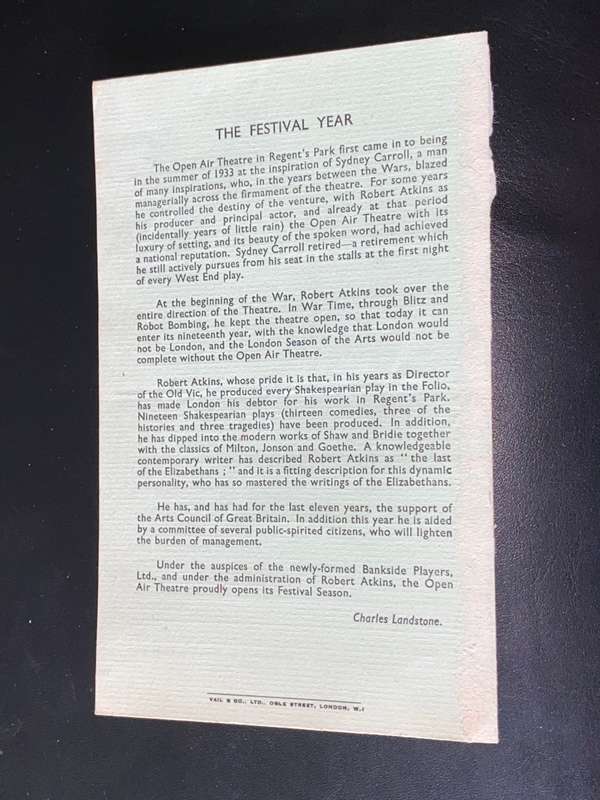 THE FESTIVAL YEAR
The Open Air Theatre in Regent's Park first came in to being
in the summer of 1933 at the inspiration of Sydney Carroll, a man
of many inspirations, who, in the years between the Wars, blazed
managerially across the firmament of the theatre. For some years
he controlled the destiny of the venture, with Robert Atkins as
his producer and principal actor, and already at that period
(incidentally years of little rain) the Open Air Theatre with its
luxury of setting, and its beauty of the spoken word, had achieved
a national reputation. Sydney Carroll retired—a retirement which
he still actively pursues from his seat in the stalls at the first night
of every West End play.
At the beginning of the War, Robert Atkins took over the
entire direction of the Theatre. In War Time, through Blitz and
Robot Bombing, he kept the theatre open, so that today it can
enter its nineteenth year, with the knowledge that London would
not be London, and the London Season of the Arts would not be
complete without the Open Air Theatre.
Robert Atkins, whose pride it is that, in his years as Director
of the Old Vic, he produced every Shakespearian play in the Folio,
has made London his debtor for his work in Regent's Park.
Nineteen Shakespearian plays (thirteen comedies, three of the
histories and three tragedies) have been produced. In addition,
he has dipped into the modern works of Shaw and Bridie together
with the classics of Milton, Jonson and Goethe. A knowledgeable
contemporary writer has described Robert Atkins as " the last
of the Elizabethans ; " and it is a fitting description for this dynamic
personality, who has so mastered the writings of the Elizabethans.
He has, and has had for the last eleven years, the support of
the Arts Council of Great Britain. In addition this year he is aided
by a committee of several public-spirited citizens, who will lighten
the burden of management.
Under the auspices of the newly-formed Bankside Players,
Ltd., and under the administration of Robert Atkins, the Open
Air Theatre proudly opens its Festival Season.
Charles Landstone.
VAIL & CO., LTD., OGLE STREET, LONDON, W.1